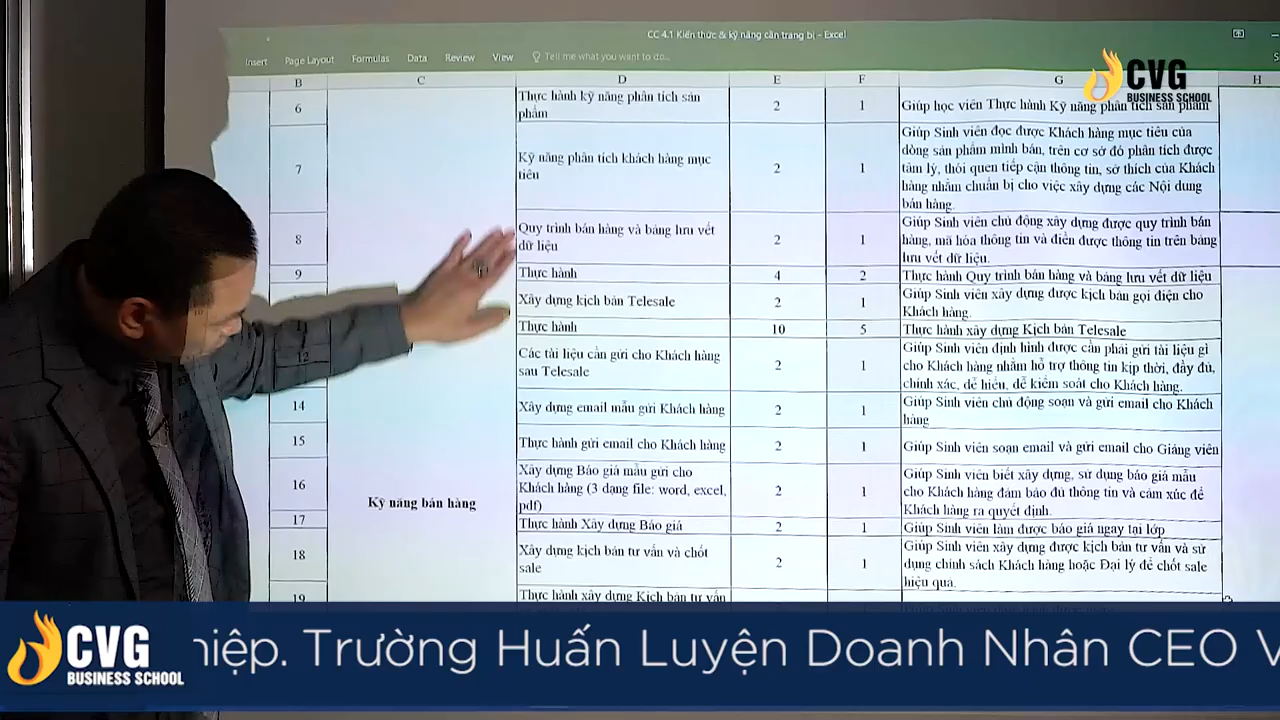 CC 4.1 Kiến thức & kỹ năng cần trang bị - Excel
Insert Page Layout Formulas Data Review View Tell me what you want to do...
B C D E F G H
CVG
BUSINESS SCHOOL
6
Thực hành kỹ năng phân tích sản
phẩm
2
1
Giúp học viên Thực hành Kỹ năng phân tích sản phẩm
7
Kỹ năng phân tích khách hàng mục
tiêu
2
1
Giúp Sinh viên đọc được Khách hàng mục tiêu của
dòng sản phẩm mình bán, trên cơ sở đó phân tích được
tâm lý, thói quen tiếp cận thông tin, sở thích của Khách
hàng nhằm chuẩn bị cho việc xây dựng các Nội dung
bán hàng.
8
Quy trình bán hàng và bảng lưu vết
dữ liệu
2
1
Giúp Sinh viên chủ động xây dựng được quy trình bán
hàng, mã hóa thông tin và điền được thông tin trên bảng
lưu vết dữ liệu.
9
Thực hành
4
2
Thực hành Quy trình bán hàng và bảng lưu vết dữ liệu
Xây dựng kịch bản Telesale
2
1
Giúp Sinh viên xây dựng được kịch bản gọi điện cho
Khách hàng.
Thực hành
10
5
Thực hành xây dựng Kịch bản Telesale
12
Các tài liệu cần gửi cho Khách hàng
sau Telesale
2
1
Giúp Sinh viên định hình được cần phải gửi tài liệu gì
cho Khách hàng nhằm hỗ trợ thông tin kịp thời, đầy đủ,
chính xác, dễ hiểu, dễ kiểm soát cho Khách hàng.
14
Xây dựng email mẫu gửi Khách hàng
2
1
Giúp Sinh viên chủ động soạn và gửi email cho Khách
hàng
15
Thực hành gửi email cho Khách hàng
2
1
Giúp Sinh viên soạn email và gửi email cho Giảng viên
Kỹ năng bán hàng
16
Xây dựng Báo giá mẫu gửi cho
Khách hàng (3 dạng file: word, excel,
pdf)
2
1
Giúp Sinh viên biết xây dựng, sử dụng báo giá mẫu
cho Khách hàng đảm bảo đủ thông tin và cảm xúc để
Khách hàng ra quyết định.
17
Thực hành Xây dựng Báo giá
2
1
Giúp Sinh viên làm được báo giá ngay tại lớp
18
Xây dựng kịch bản tư vấn và chốt
sale
2
1
Giúp Sinh viên xây dựng được kịch bản tư vấn và sử
dụng chính sách Khách hàng hoặc Đại lý để chốt sale
hiệu quả.
19
Thực hành xây dựng Kịch bản tư vấn
CVG
BUSINESS SCHOOL
hiệp. Trường Huấn Luyện Doanh Nhân CEO V